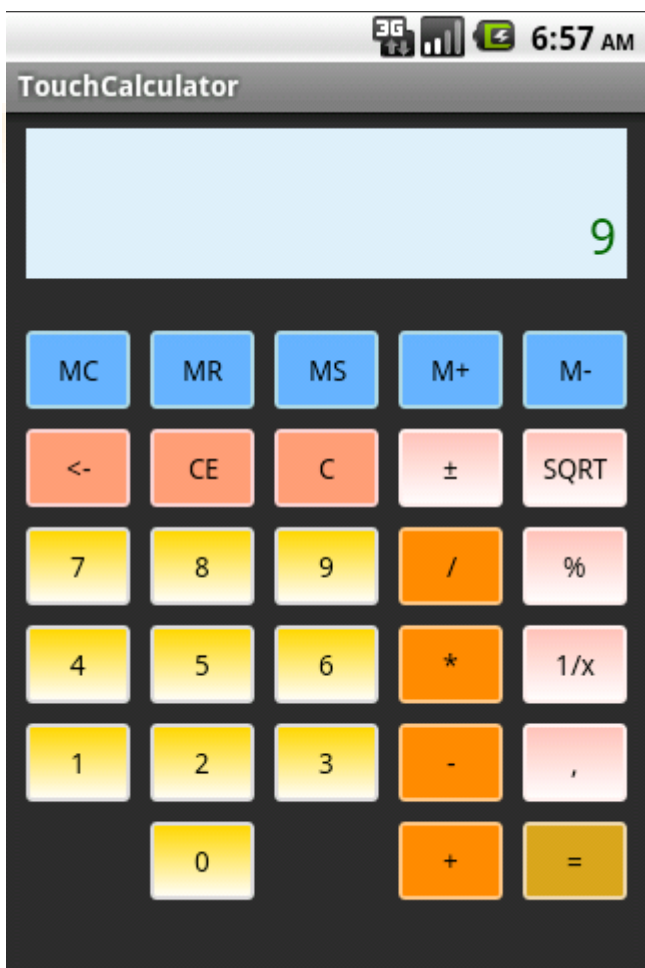 3G 6:57 AM
TouchCalculator
9
MC MR MS M+ M-
<- CE C ± SQRT
7 8 9 / %
4 5 6 * 1/x
1 2 3 - ,
0 + =